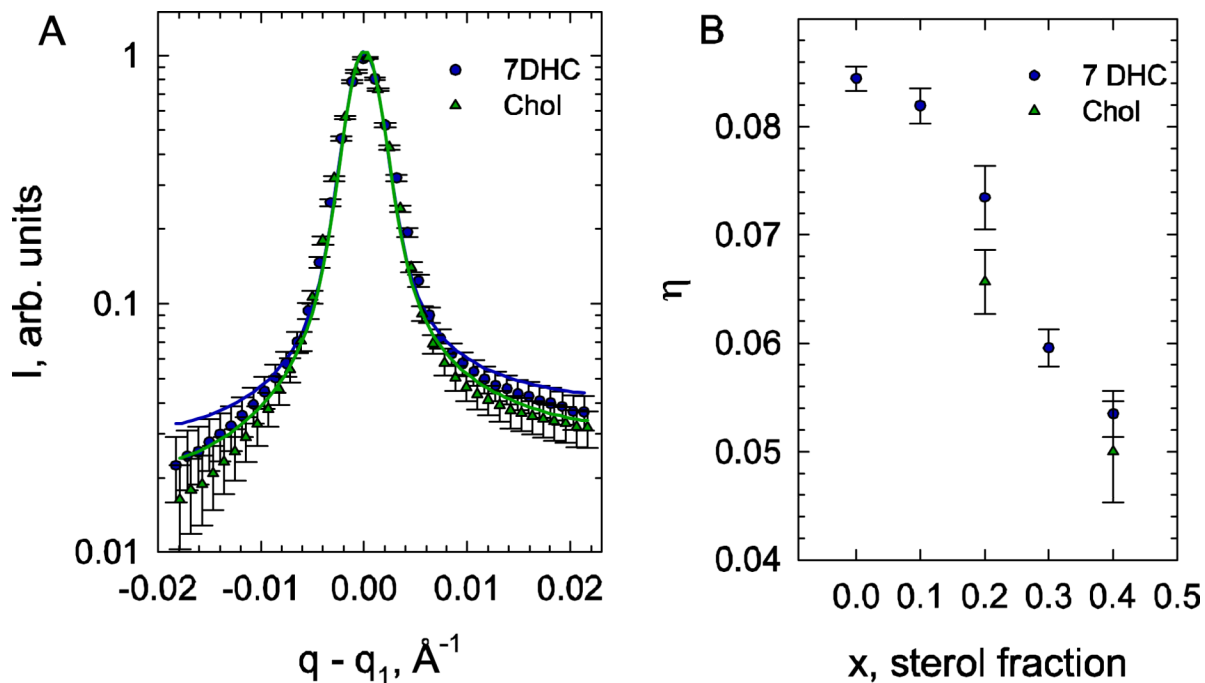 A
1
0.1
0.01
I, arb. units
7DHC
Chol
-0.02
-0.01
0.00
0.01
0.02
q - q₁, Å⁻¹
B
0.08
0.07
0.06
0.05
0.04
η
7 DHC
Chol
0.0
0.1
0.2
0.3
0.4
0.5
x, sterol fraction